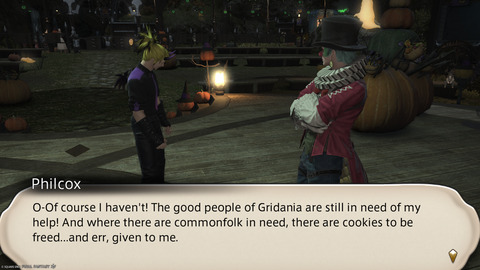 Philcox
O-Of course I haven't! The good people of Gridania are still in need of my
help! And where there are commonfolk in need, there are cookies to be
freed...and err, given to me.